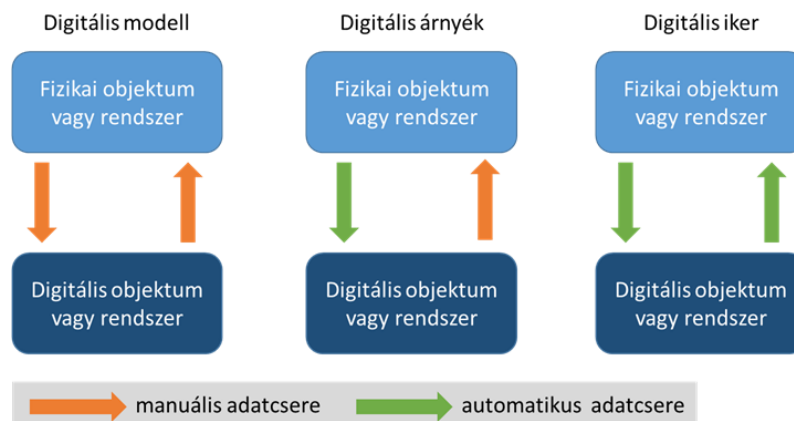 Digitális modell
Digitális árnyék
Digitális iker
Fizikai objektum
vagy rendszer
Fizikai objektum
vagy rendszer
Fizikai objektum
vagy rendszer
Digitális objektum
vagy rendszer
Digitális objektum
vagy rendszer
Digitális objektum
vagy rendszer
manuális adatcsere
automatikus adatcsere